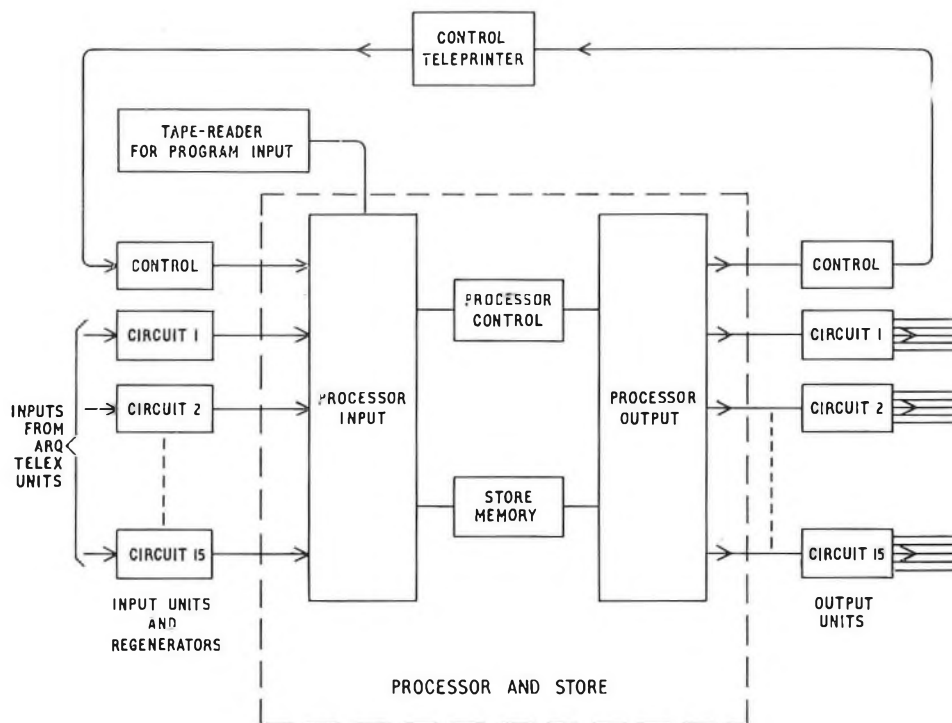 CONTROL
TELEPRINTER
TAPE-READER
FOR PROGRAM INPUT
CONTROL
CIRCUIT 1
CIRCUIT 2
CIRCUIT 15
INPUTS
FROM
ARQ
TELEX
UNITS
INPUT UNITS
AND
REGENERATORS
PROCESSOR
INPUT
PROCESSOR
CONTROL
STORE
MEMORY
PROCESSOR
OUTPUT
CONTROL
CIRCUIT 1
CIRCUIT 2
CIRCUIT 15
OUTPUT
UNITS
PROCESSOR AND STORE